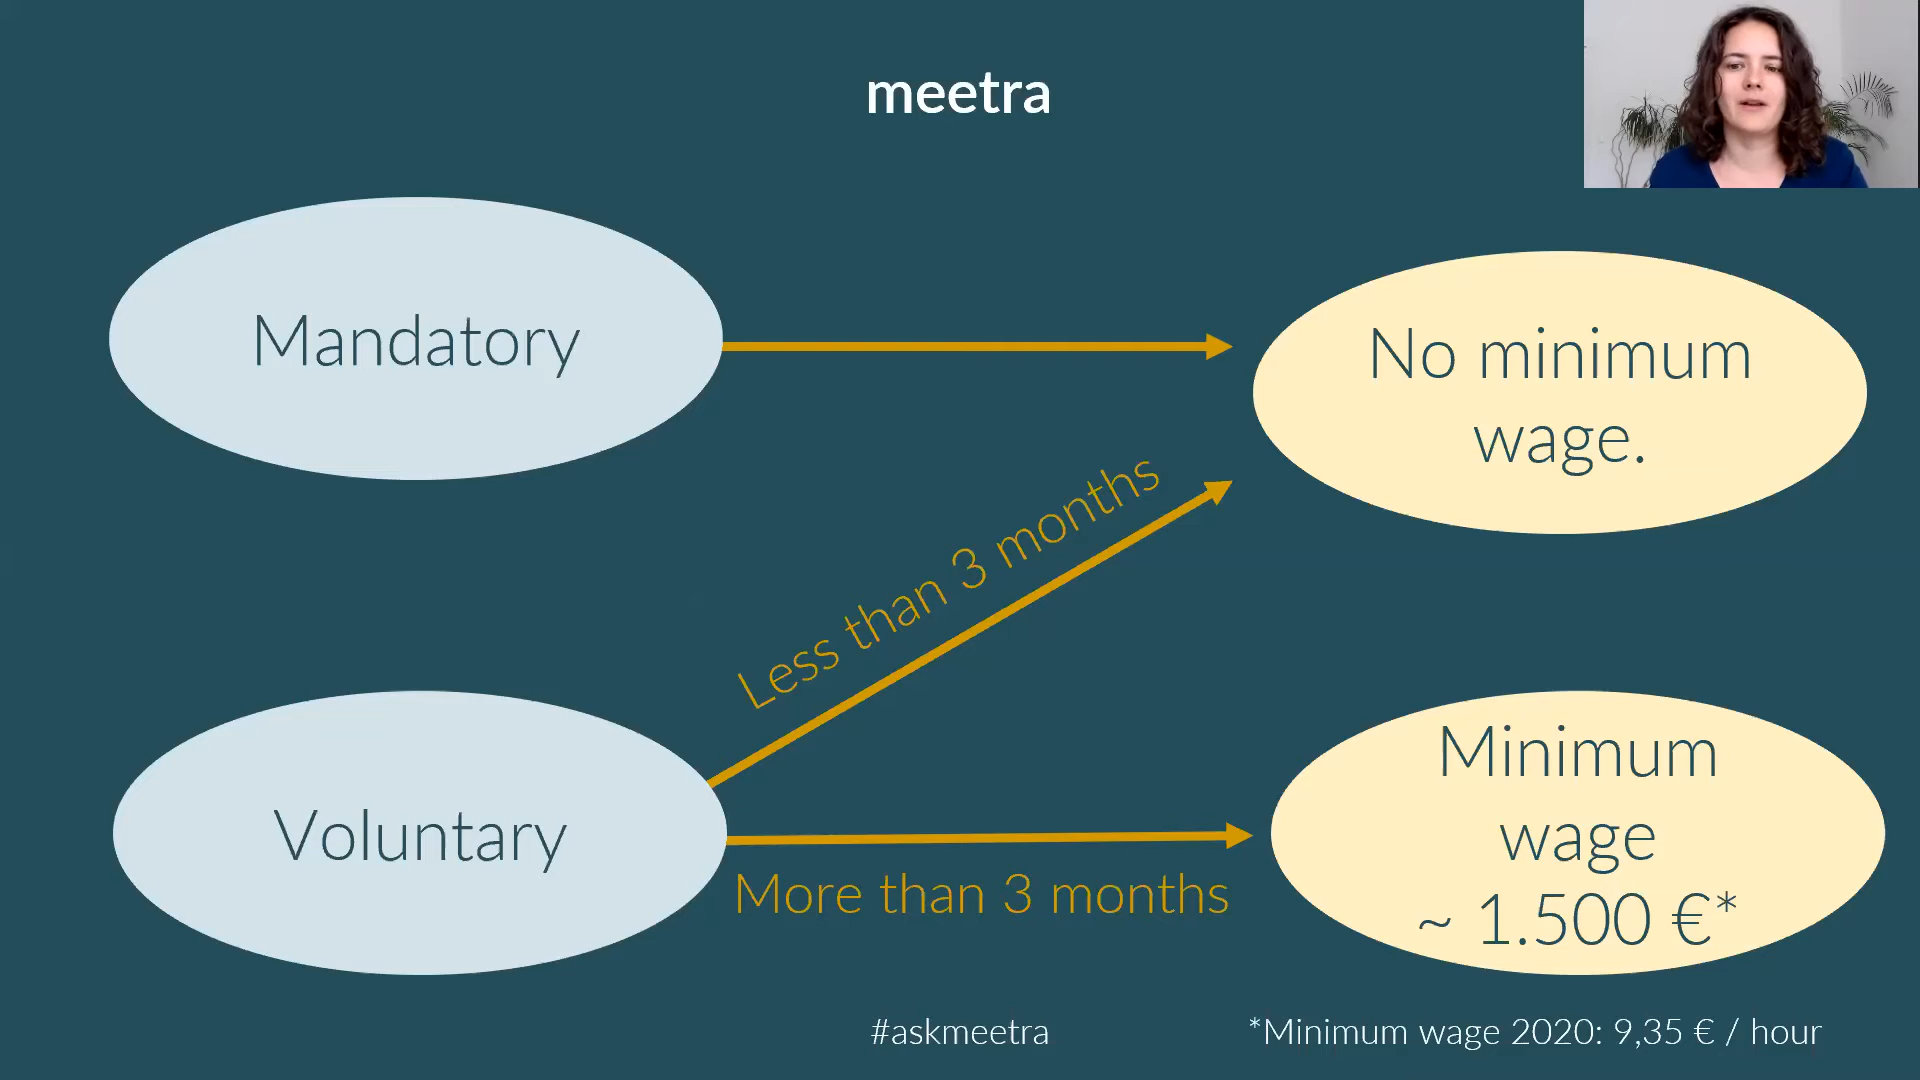 meetra
Mandatory
No minimum
wage.
Less than 3 months
Voluntary
More than 3 months
Minimum
wage
~ 1.500 €*
#askmeetra
*Minimum wage 2020: 9,35 € / hour